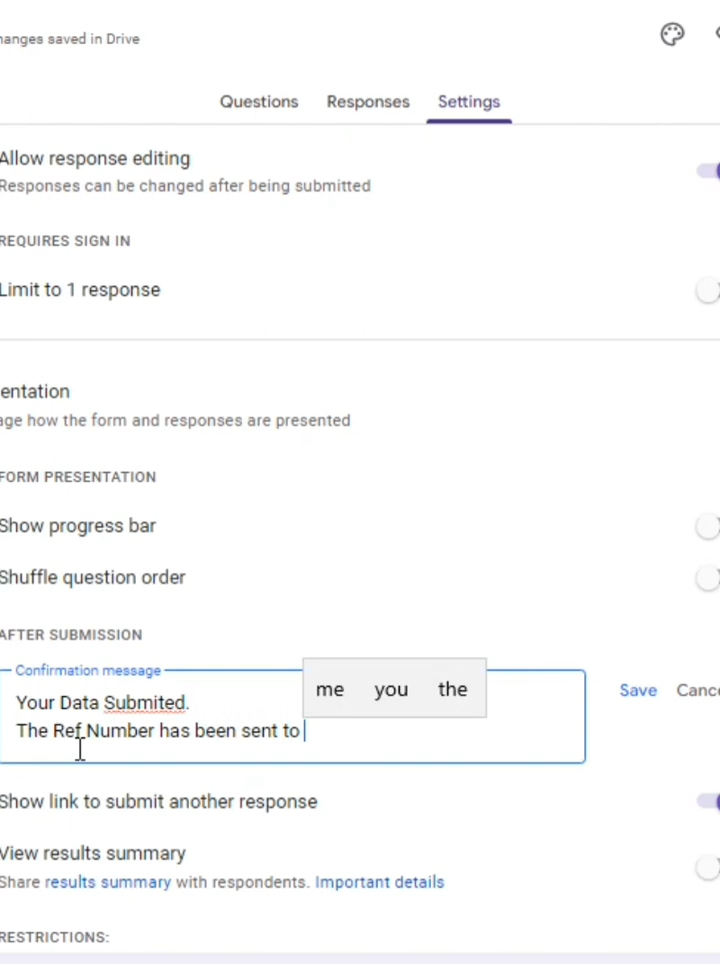 hanges saved in Drive
Questions Responses Settings
Allow response editing
Responses can be changed after being submitted
REQUIRES SIGN IN
Limit to 1 response
entation
age how the form and responses are presented
FORM PRESENTATION
Show progress bar
Shuffle question order
AFTER SUBMISSION
Confirmation message
me you the
Your Data Submited.
Save Cance
The Ref Number has been sent to
Show link to submit another response
View results summary
Share results summary with respondents. Important details
RESTRICTIONS: